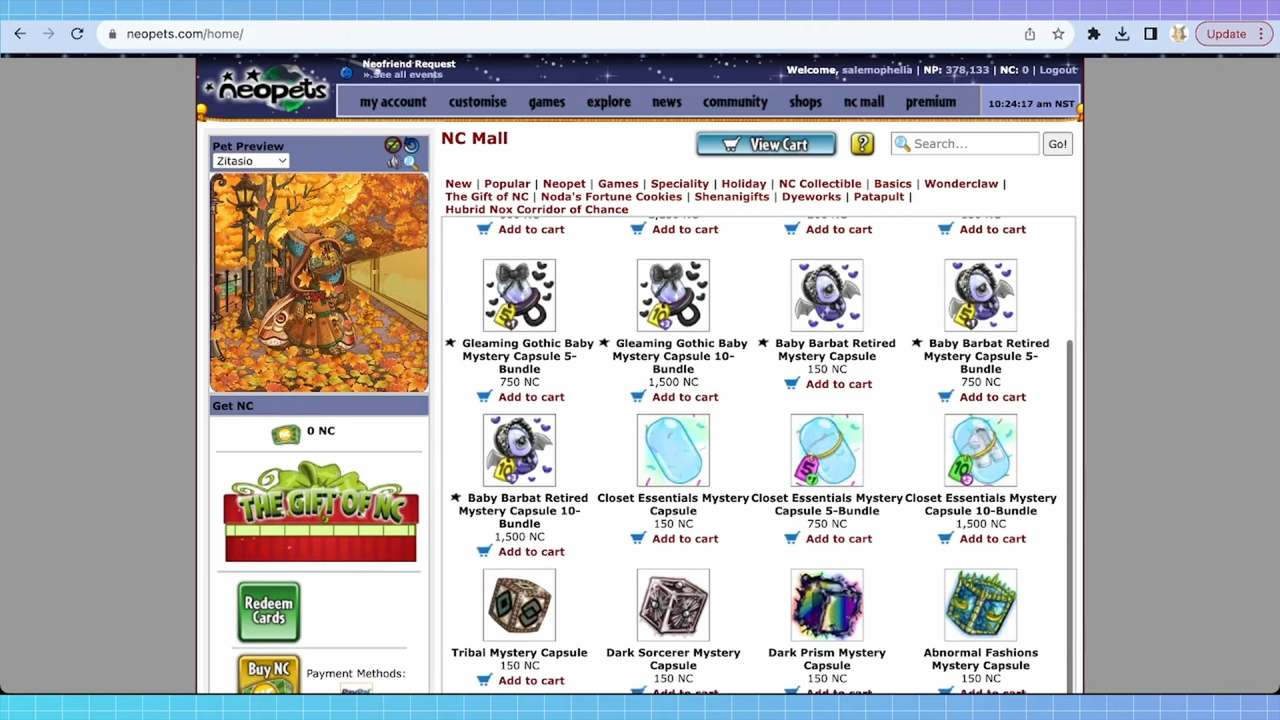 neopets.com/home/
Update
neopets
Neofriend Request
» See all events
Welcome, salemophelia | NP: 378,133 | NC: 0 | Logout
my account customise games explore news community shops nc mall premium 10:24:17 am NST
Pet Preview
Zitasio
Get NC
0 NC
THE GIFT OF NC
Redeem
Cards
Buy NC
Payment Methods:
NC Mall
View Cart
?
Search...
Go!
New | Popular | Neopet | Games | Speciality | Holiday | NC Collectible | Basics | Wonderclaw |
The Gift of NC | Noda's Fortune Cookies | Shenanigifts | Dyeworks | Patapult |
Hubrid Nox Corridor of Chance
Add to cart Add to cart Add to cart Add to cart
Gleaming Gothic Baby
Mystery Capsule 5-
Bundle
750 NC
Add to cart
Gleaming Gothic Baby
Mystery Capsule 10-
Bundle
1,500 NC
Add to cart
Baby Barbat Retired
Mystery Capsule
150 NC
Add to cart
Baby Barbat Retired
Mystery Capsule 5-
Bundle
750 NC
Add to cart
Baby Barbat Retired
Mystery Capsule 10-
Bundle
1,500 NC
Add to cart
Closet Essentials Mystery
Capsule
150 NC
Add to cart
Closet Essentials Mystery
Capsule 5-Bundle
750 NC
Add to cart
Closet Essentials Mystery
Capsule 10-Bundle
1,500 NC
Add to cart
Tribal Mystery Capsule
150 NC
Add to cart
Dark Sorcerer Mystery
Capsule
150 NC
Add to cart
Dark Prism Mystery
Capsule
150 NC
Add to cart
Abnormal Fashions
Mystery Capsule
150 NC
Add to cart